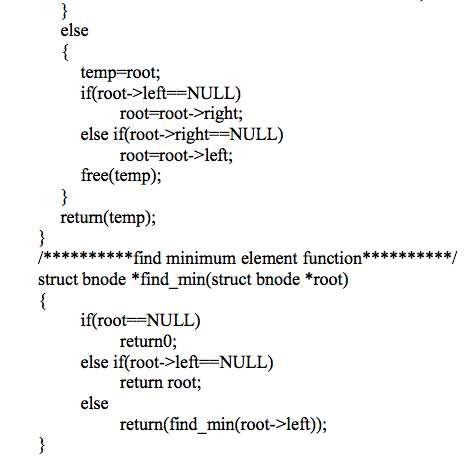 }
else
{
temp=root;
if(root->left==NULL)
root=root->right;
else if(root->right==NULL)
root=root->left;
free(temp);
}
return(temp);
}
/**********find minimum element function**********/
struct bnode *find_min(struct bnode *root)
{
if(root==NULL)
return0;
else if(root->left==NULL)
return root;
else
return(find_min(root->left));
}